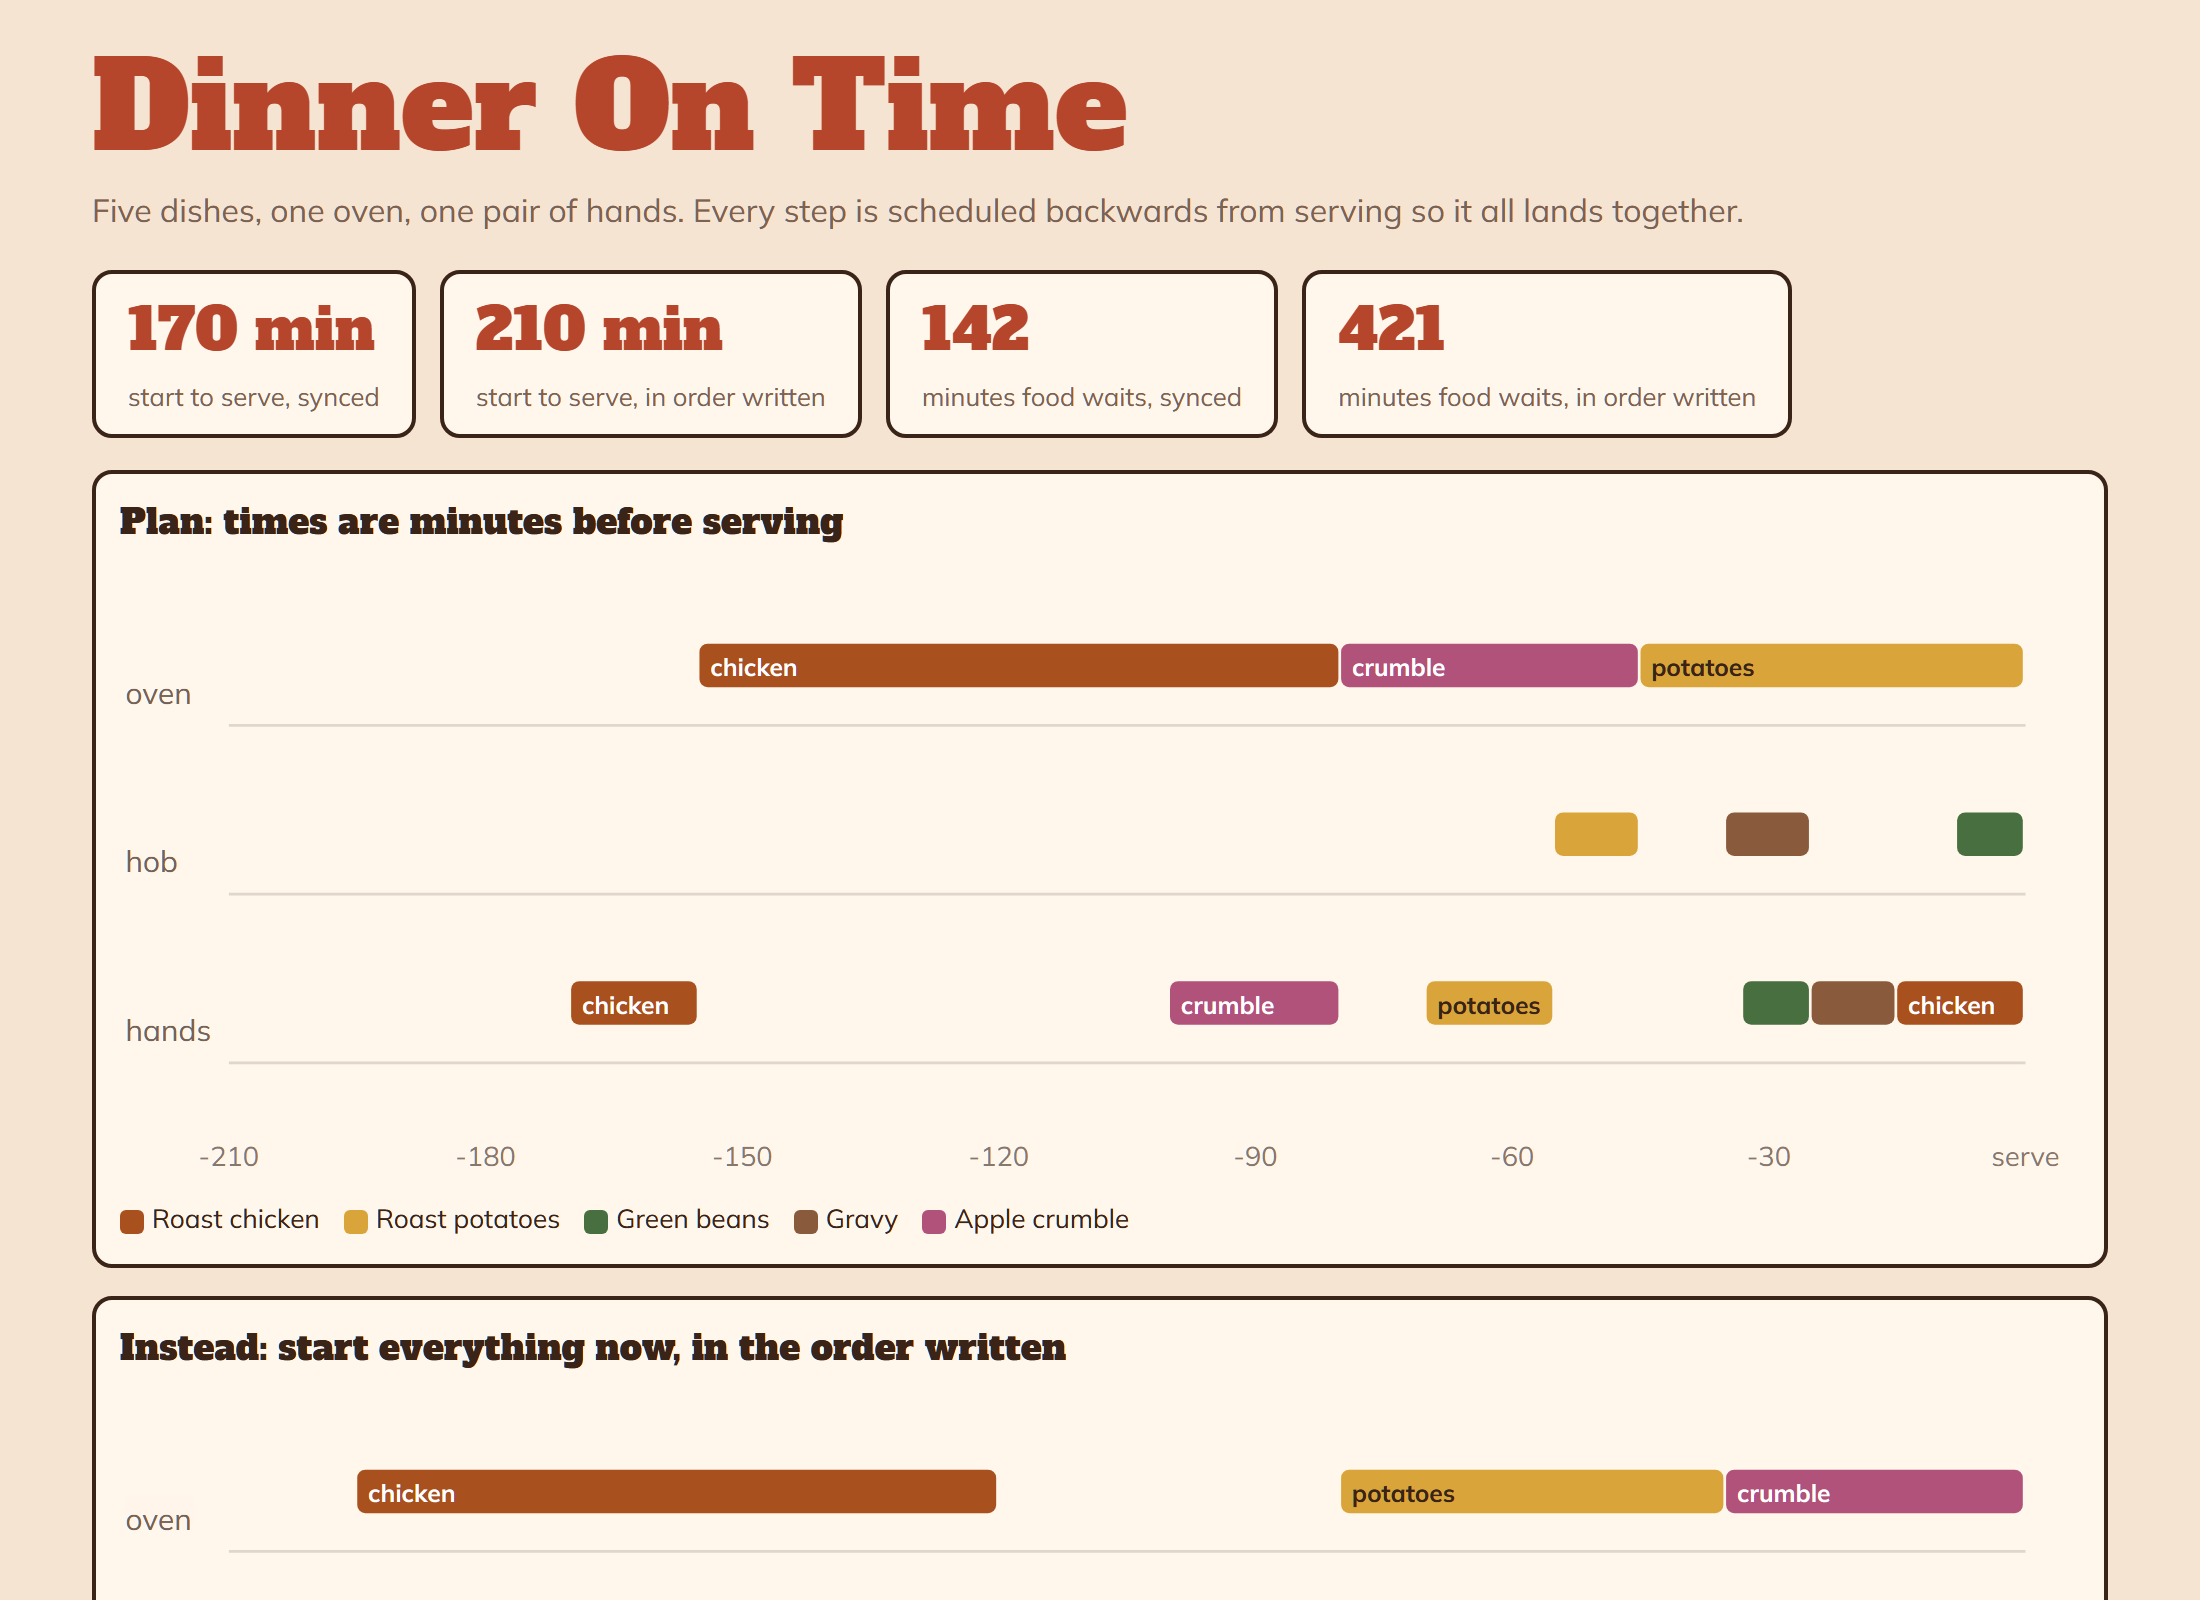 Dinner On Time
Five dishes, one oven, one pair of hands. Every step is scheduled backwards from serving so it all lands together.
170 min
start to serve, synced
210 min
start to serve, in order written
142
minutes food waits, synced
421
minutes food waits, in order written
Plan: times are minutes before serving
chicken crumble potatoes
oven
hob
chicken crumble potatoes chicken
hands
-210 -180 -150 -120 -90 -60 -30 serve
Roast chicken Roast potatoes Green beans Gravy Apple crumble
Instead: start everything now, in the order written
chicken potatoes crumble
oven